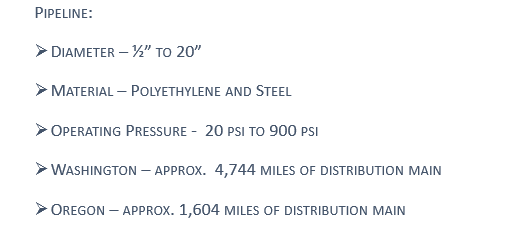 Pipeline:
➢ Diameter – ½” to 20”
➢ Material – Polyethylene and Steel
➢ Operating Pressure -  20 psi to 900 psi
➢ Washington – approx.  4,744 miles of distribution main
➢ Oregon – approx. 1,604 miles of distribution main